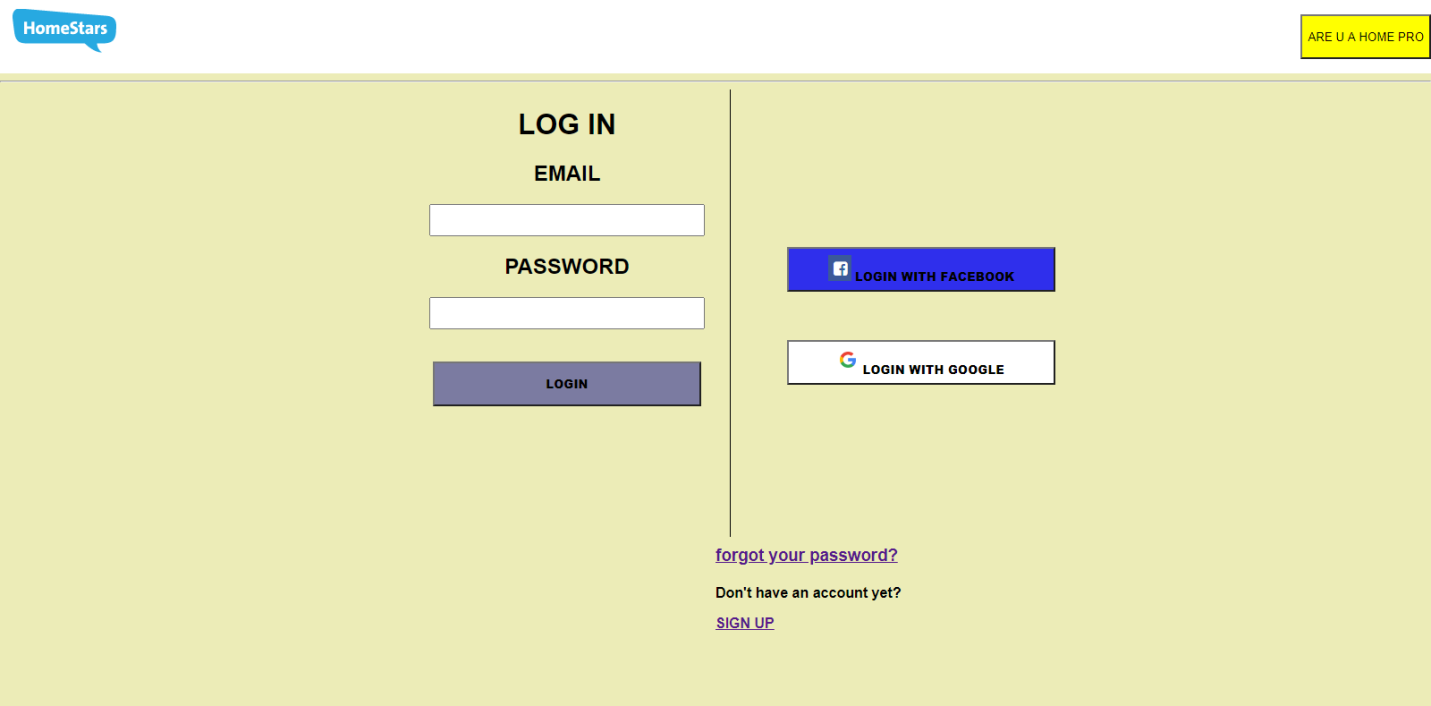 HomeStars
ARE U A HOME PRO
LOG IN
EMAIL
PASSWORD
LOGIN
LOGIN WITH FACEBOOK
LOGIN WITH GOOGLE
forgot your password?
Don't have an account yet?
SIGN UP